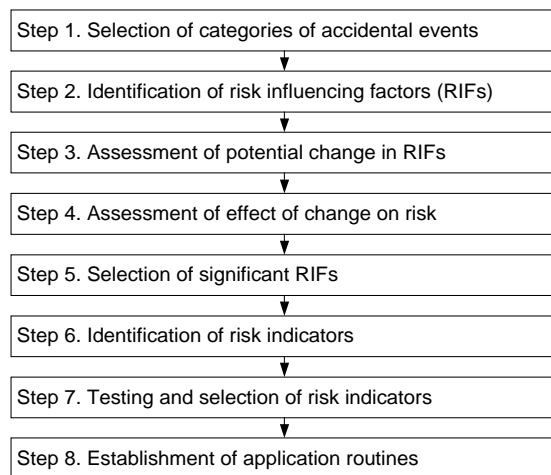 Step 1. Selection of categories of accidental events
Step 2. Identification of risk influencing factors (RIFs)
Step 3. Assessment of potential change in RIFs
Step 4. Assessment of effect of change on risk
Step 5. Selection of significant RIFs
Step 6. Identification of risk indicators
Step 7. Testing and selection of risk indicators
Step 8. Establishment of application routines